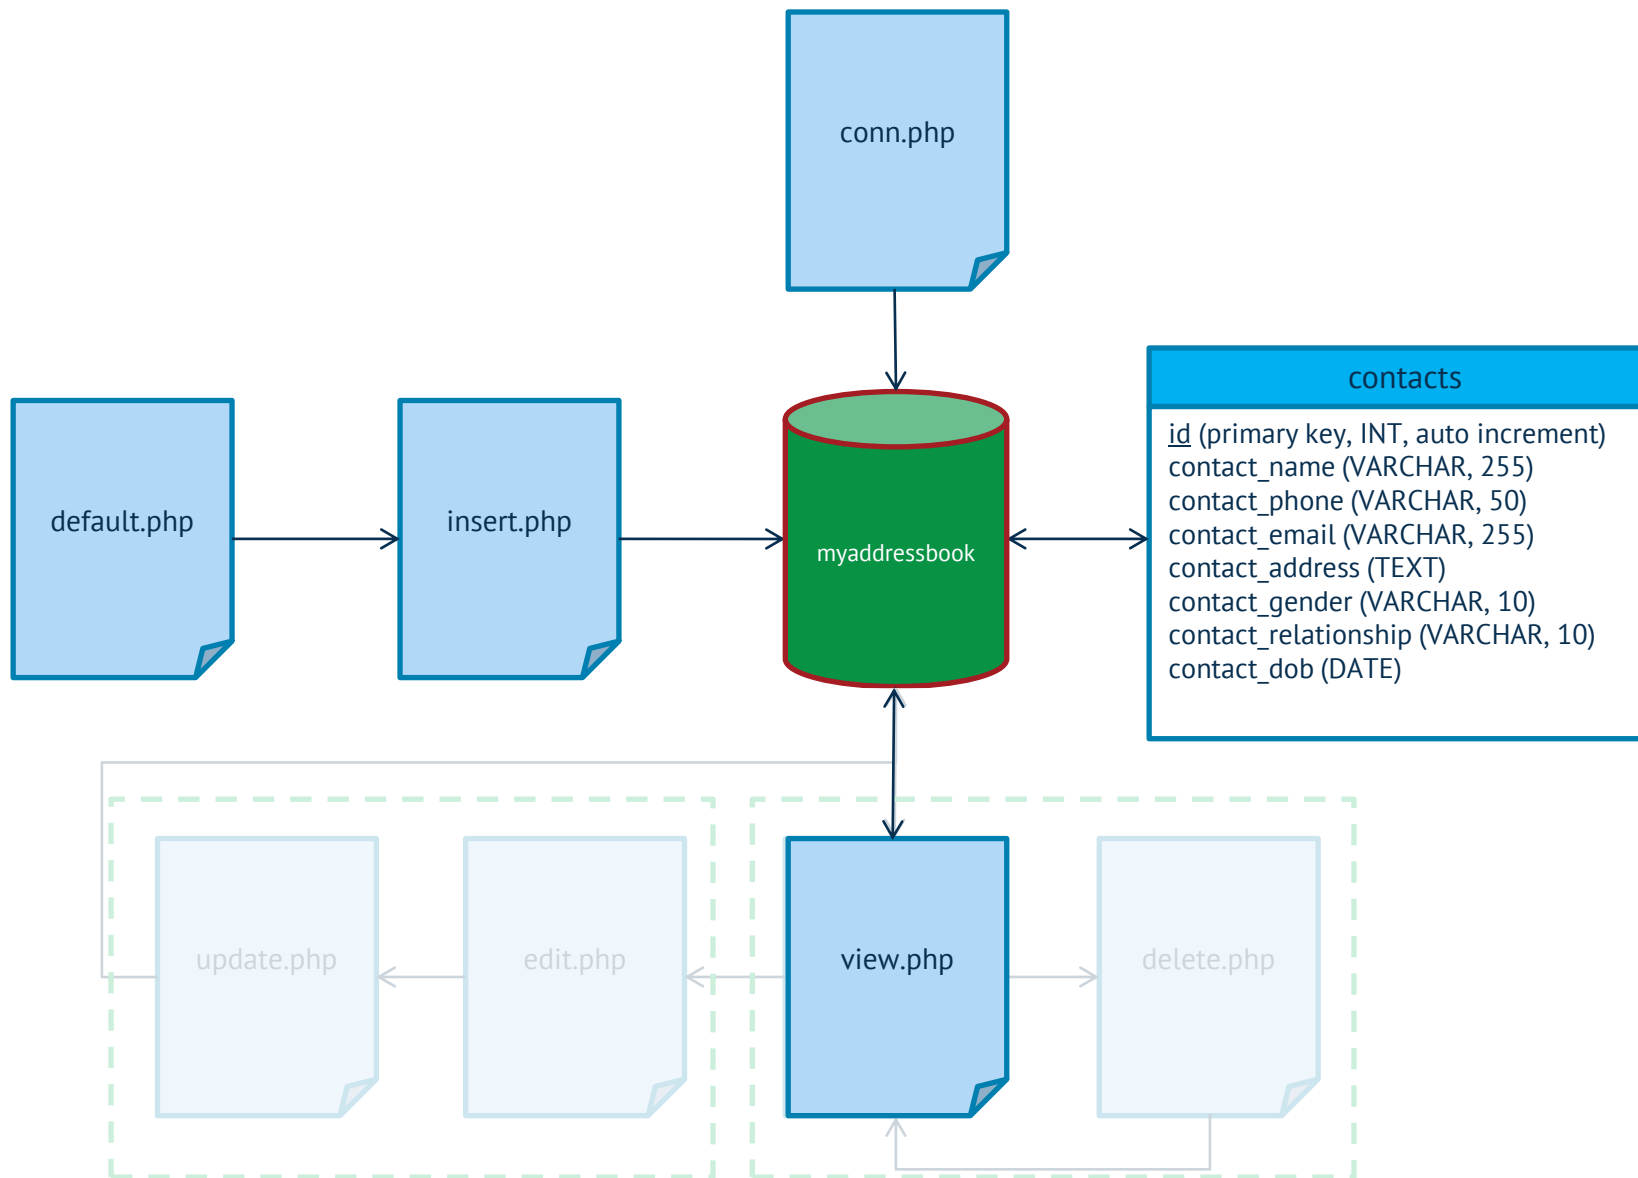 conn.php
contacts
id (primary key, INT, auto increment)
contact_name (VARCHAR, 255)
contact_phone (VARCHAR, 50)
contact_email (VARCHAR, 255)
contact_address (TEXT)
contact_gender (VARCHAR, 10)
contact_relationship (VARCHAR, 10)
contact_dob (DATE)
default.php
insert.php
myaddressbook
update.php
edit.php
view.php
delete.php